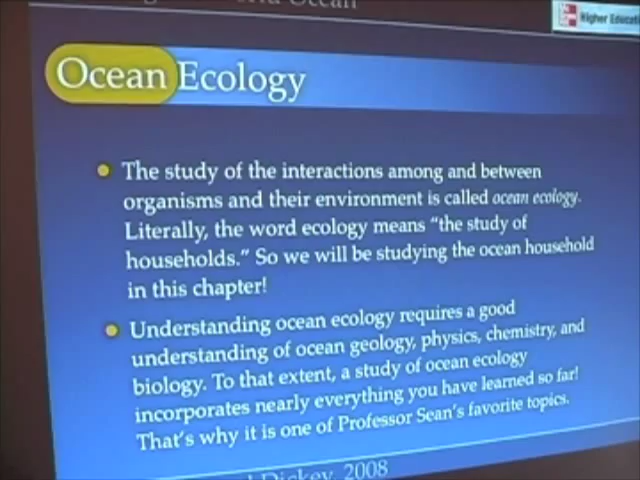 Ocean
Higher Educati
Ocean Ecology
The study of the interactions among and between
organisms and their environment is called ocean ecology.
Literally, the word ecology means “the study of
households.” So we will be studying the ocean household
in this chapter!
Understanding ocean ecology requires a good
understanding of ocean geology, physics, chemistry, and
biology. To that extent, a study of ocean ecology
incorporates nearly everything you have learned so far!
That's why it is one of Professor Sean's favorite topics.
Dickey, 2008